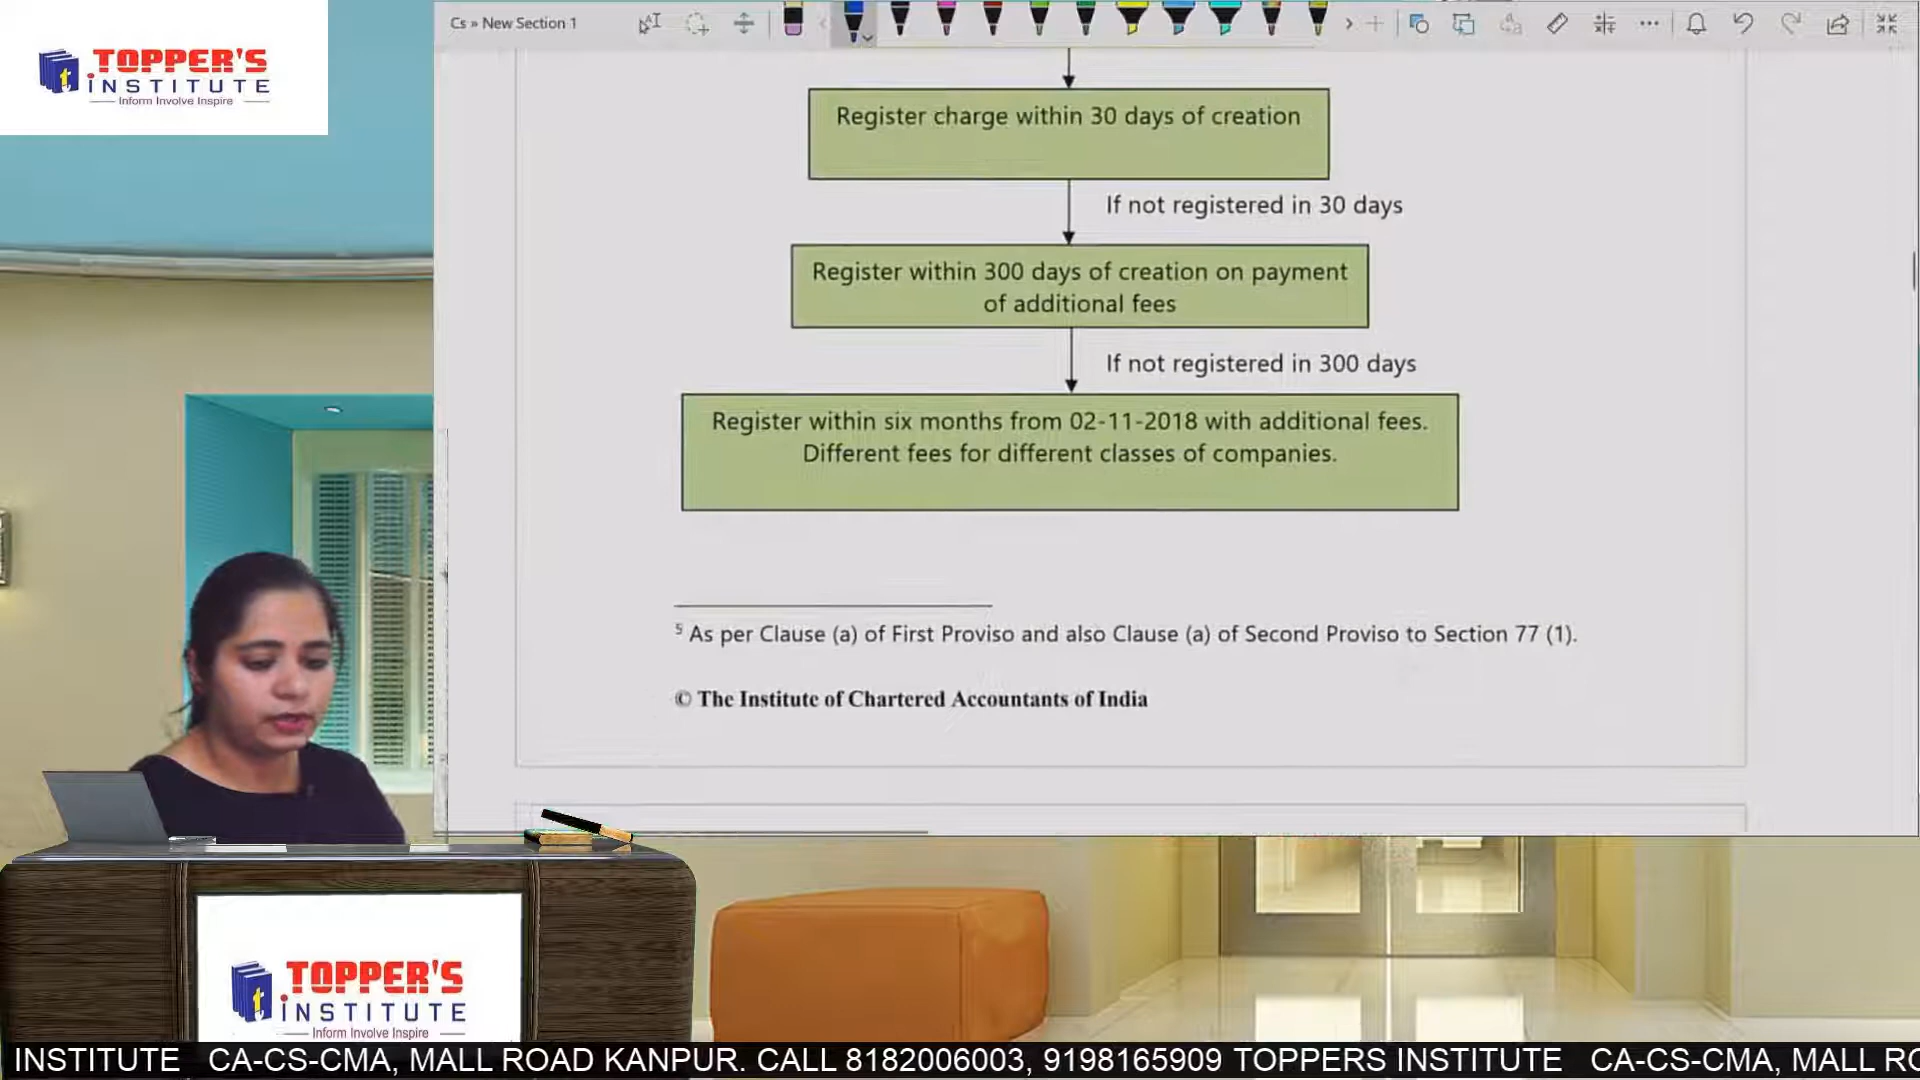 TOPPER'S
INSTITUTE
Inform Involve Inspire
Cs » New Section 1
Register charge within 30 days of creation
If not registered in 30 days
Register within 300 days of creation on payment
of additional fees
If not registered in 300 days
Register within six months from 02-11-2018 with additional fees.
Different fees for different classes of companies.
5 As per Clause (a) of First Proviso and also Clause (a) of Second Proviso to Section 77 (1).
© The Institute of Chartered Accountants of India
TOPPER'S
INSTITUTE
Inform Involve Inspire
INSTITUTE CA-CS-CMA, MALL ROAD KANPUR. CALL 8182006003, 9198165909 TOPPERS INSTITUTE CA-CS-CMA, MALL RO